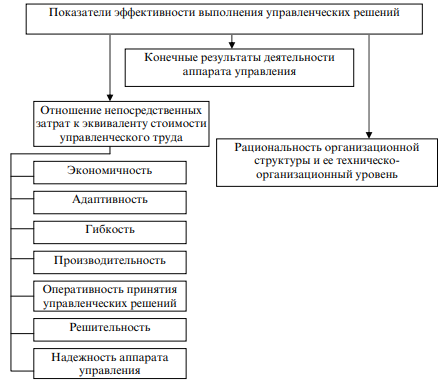 Показатели эффективности выполнения управленческих решений
Конечные результаты деятельности
аппарата управления
Отношение непосредственных
затрат к эквиваленту стоимости
управленческого труда
Рациональность организационной
структуры и ее техническо-
организационный уровень
Экономичность
Адаптивность
Гибкость
Производительность
Оперативность принятия
управленческих решений
Решительность
Надежность аппарата
управления